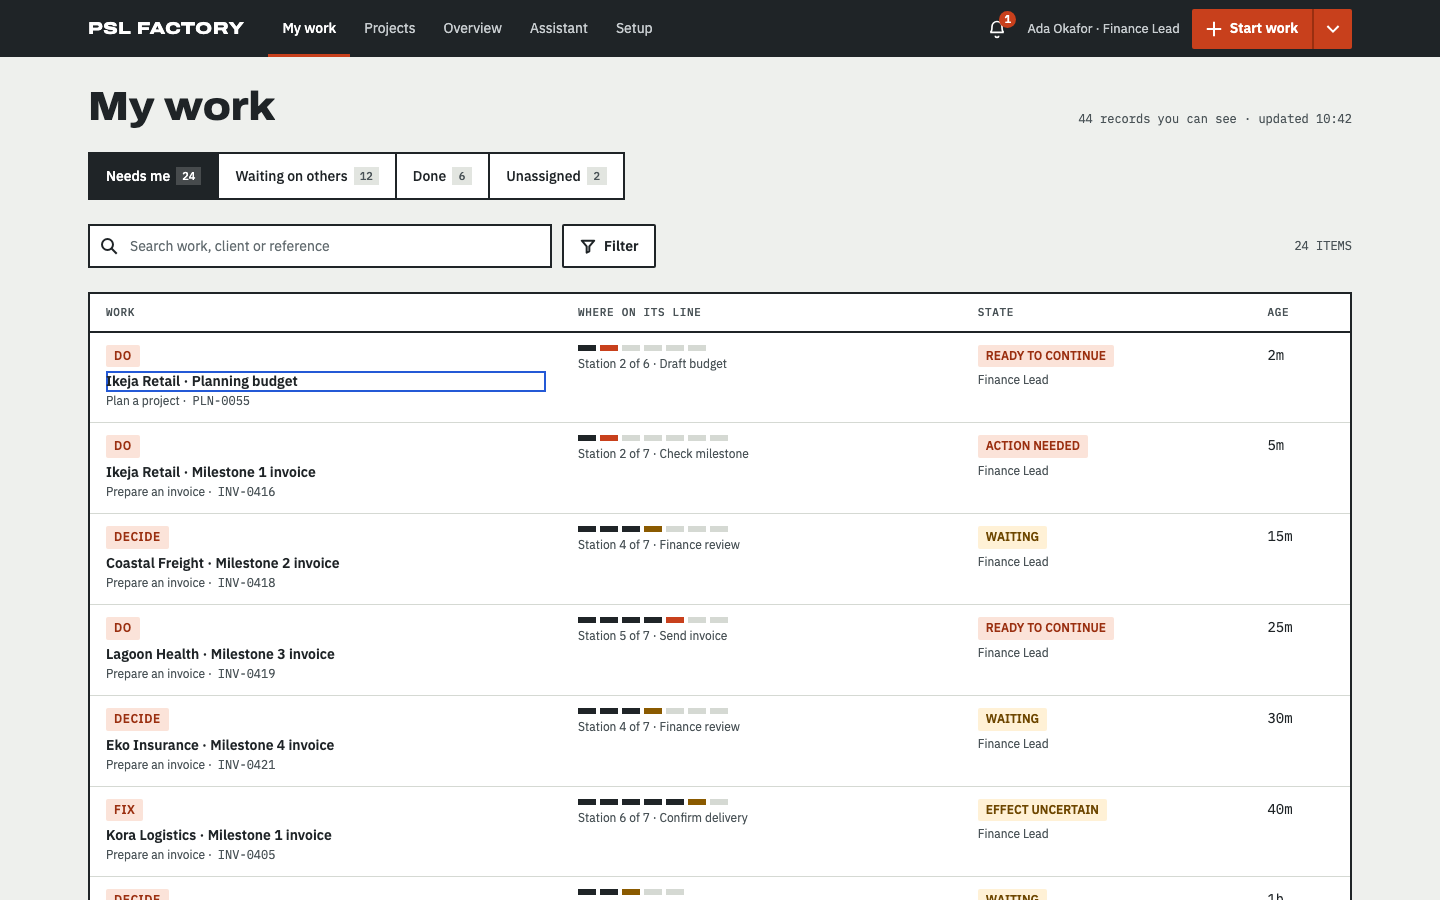 PSL FACTORY My work Projects Overview Assistant Setup 1 Ada Okafor · Finance Lead Start work
My work
44 records you can see · updated 10:42
Needs me 24 Waiting on others 12 Done 6 Unassigned 2
Search work, client or reference Filter 24 ITEMS
WORK WHERE ON ITS LINE STATE AGE
DO READY TO CONTINUE 2m
Station 2 of 6 · Draft budget
Ikeja Retail · Planning budget Finance Lead
Plan a project · PLN-0055
DO ACTION NEEDED 5m
Station 2 of 7 · Check milestone
Ikeja Retail · Milestone 1 invoice Finance Lead
Prepare an invoice · INV-0416
DECIDE WAITING 15m
Station 4 of 7 · Finance review
Coastal Freight · Milestone 2 invoice Finance Lead
Prepare an invoice · INV-0418
DO READY TO CONTINUE 25m
Station 5 of 7 · Send invoice
Lagoon Health · Milestone 3 invoice Finance Lead
Prepare an invoice · INV-0419
DECIDE WAITING 30m
Station 4 of 7 · Finance review
Eko Insurance · Milestone 4 invoice Finance Lead
Prepare an invoice · INV-0421
FIX EFFECT UNCERTAIN 40m
Station 6 of 7 · Confirm delivery
Kora Logistics · Milestone 1 invoice Finance Lead
Prepare an invoice · INV-0405
DECIDE WAITING 1h